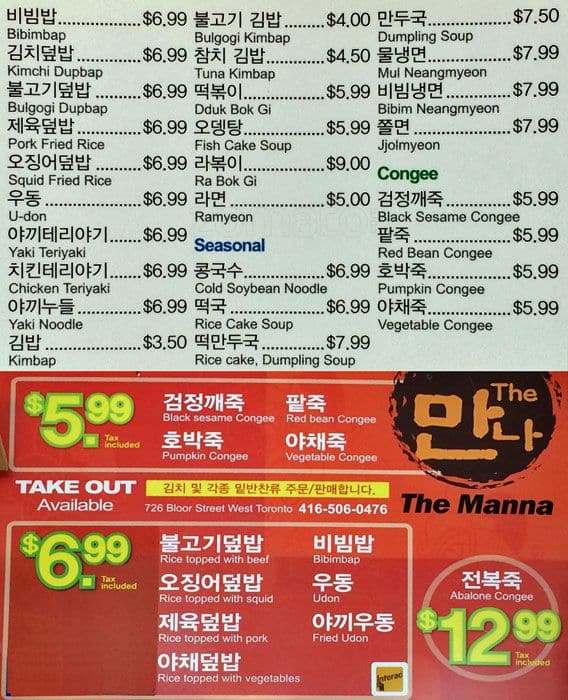 비빔밥..............$6.99
Bibimbap
김치덮밥..........$6.99
Kimchi Dupbap
불고기덮밥......$6.99
Bulgogi Dupbap
제육덮밥..........$6.99
Pork Fried Rice
오징어덮밥......$6.99
Squid Fried Rice
우동..................$6.99
U-don
야끼테리야기.....$6.99
Yaki Teriyaki
치킨테리야기.....$6.99
Chicken Teriyaki
야끼누들..........$6.99
Yaki Noodle
김밥..................$3.50
Kimbap
불고기 김밥........$4.00
Bulgogi Kimbap
참치 김밥...........$4.50
Tuna Kimbap
떡볶이...............$5.99
Dduk Bok Gi
오뎅탕...............$5.99
Fish Cake Soup
라볶이...............$9.00
Ra Bok Gi
라면..................$5.00
Ramyeon
Seasonal
콩국수...............$6.99
Cold Soybean Noodle
떡국..................$6.99
Rice Cake Soup
떡만두국...........$7.99
Rice cake, Dumpling Soup
만두국...............$7.50
Dumpling Soup
물냉면...............$7.99
Mul Neangmyeon
비빔냉면...........$7.99
Bibim Neangmyeon
쫄면..................$7.99
Jjolmyeon
Congee
검정깨죽...........$5.99
Black Sesame Congee
팥죽..................$5.99
Red Bean Congee
호박죽...............$5.99
Pumpkin Congee
야채죽...............$5.99
Vegetable Congee
$5.99
Tax included
검정깨죽 팥죽
Black sesame Congee Red bean Congee
호박죽 야채죽
Pumpkin Congee Vegetable Congee
The
만나
The Manna
TAKE OUT
Available
김치 및 각종 밑반찬류 주문/판매합니다.
726 Bloor Street West Toronto 416-506-0476
$6.99
Tax included
불고기덮밥 비빔밥
Rice topped with beef Bibimbap
오징어덮밥 우동
Rice topped with squid Udon
제육덮밥 야끼우동
Rice topped with pork Fried Udon
야채덮밥
Rice topped with vegetables
Interac
전복죽
Abalone Congee
$12.99
Tax included